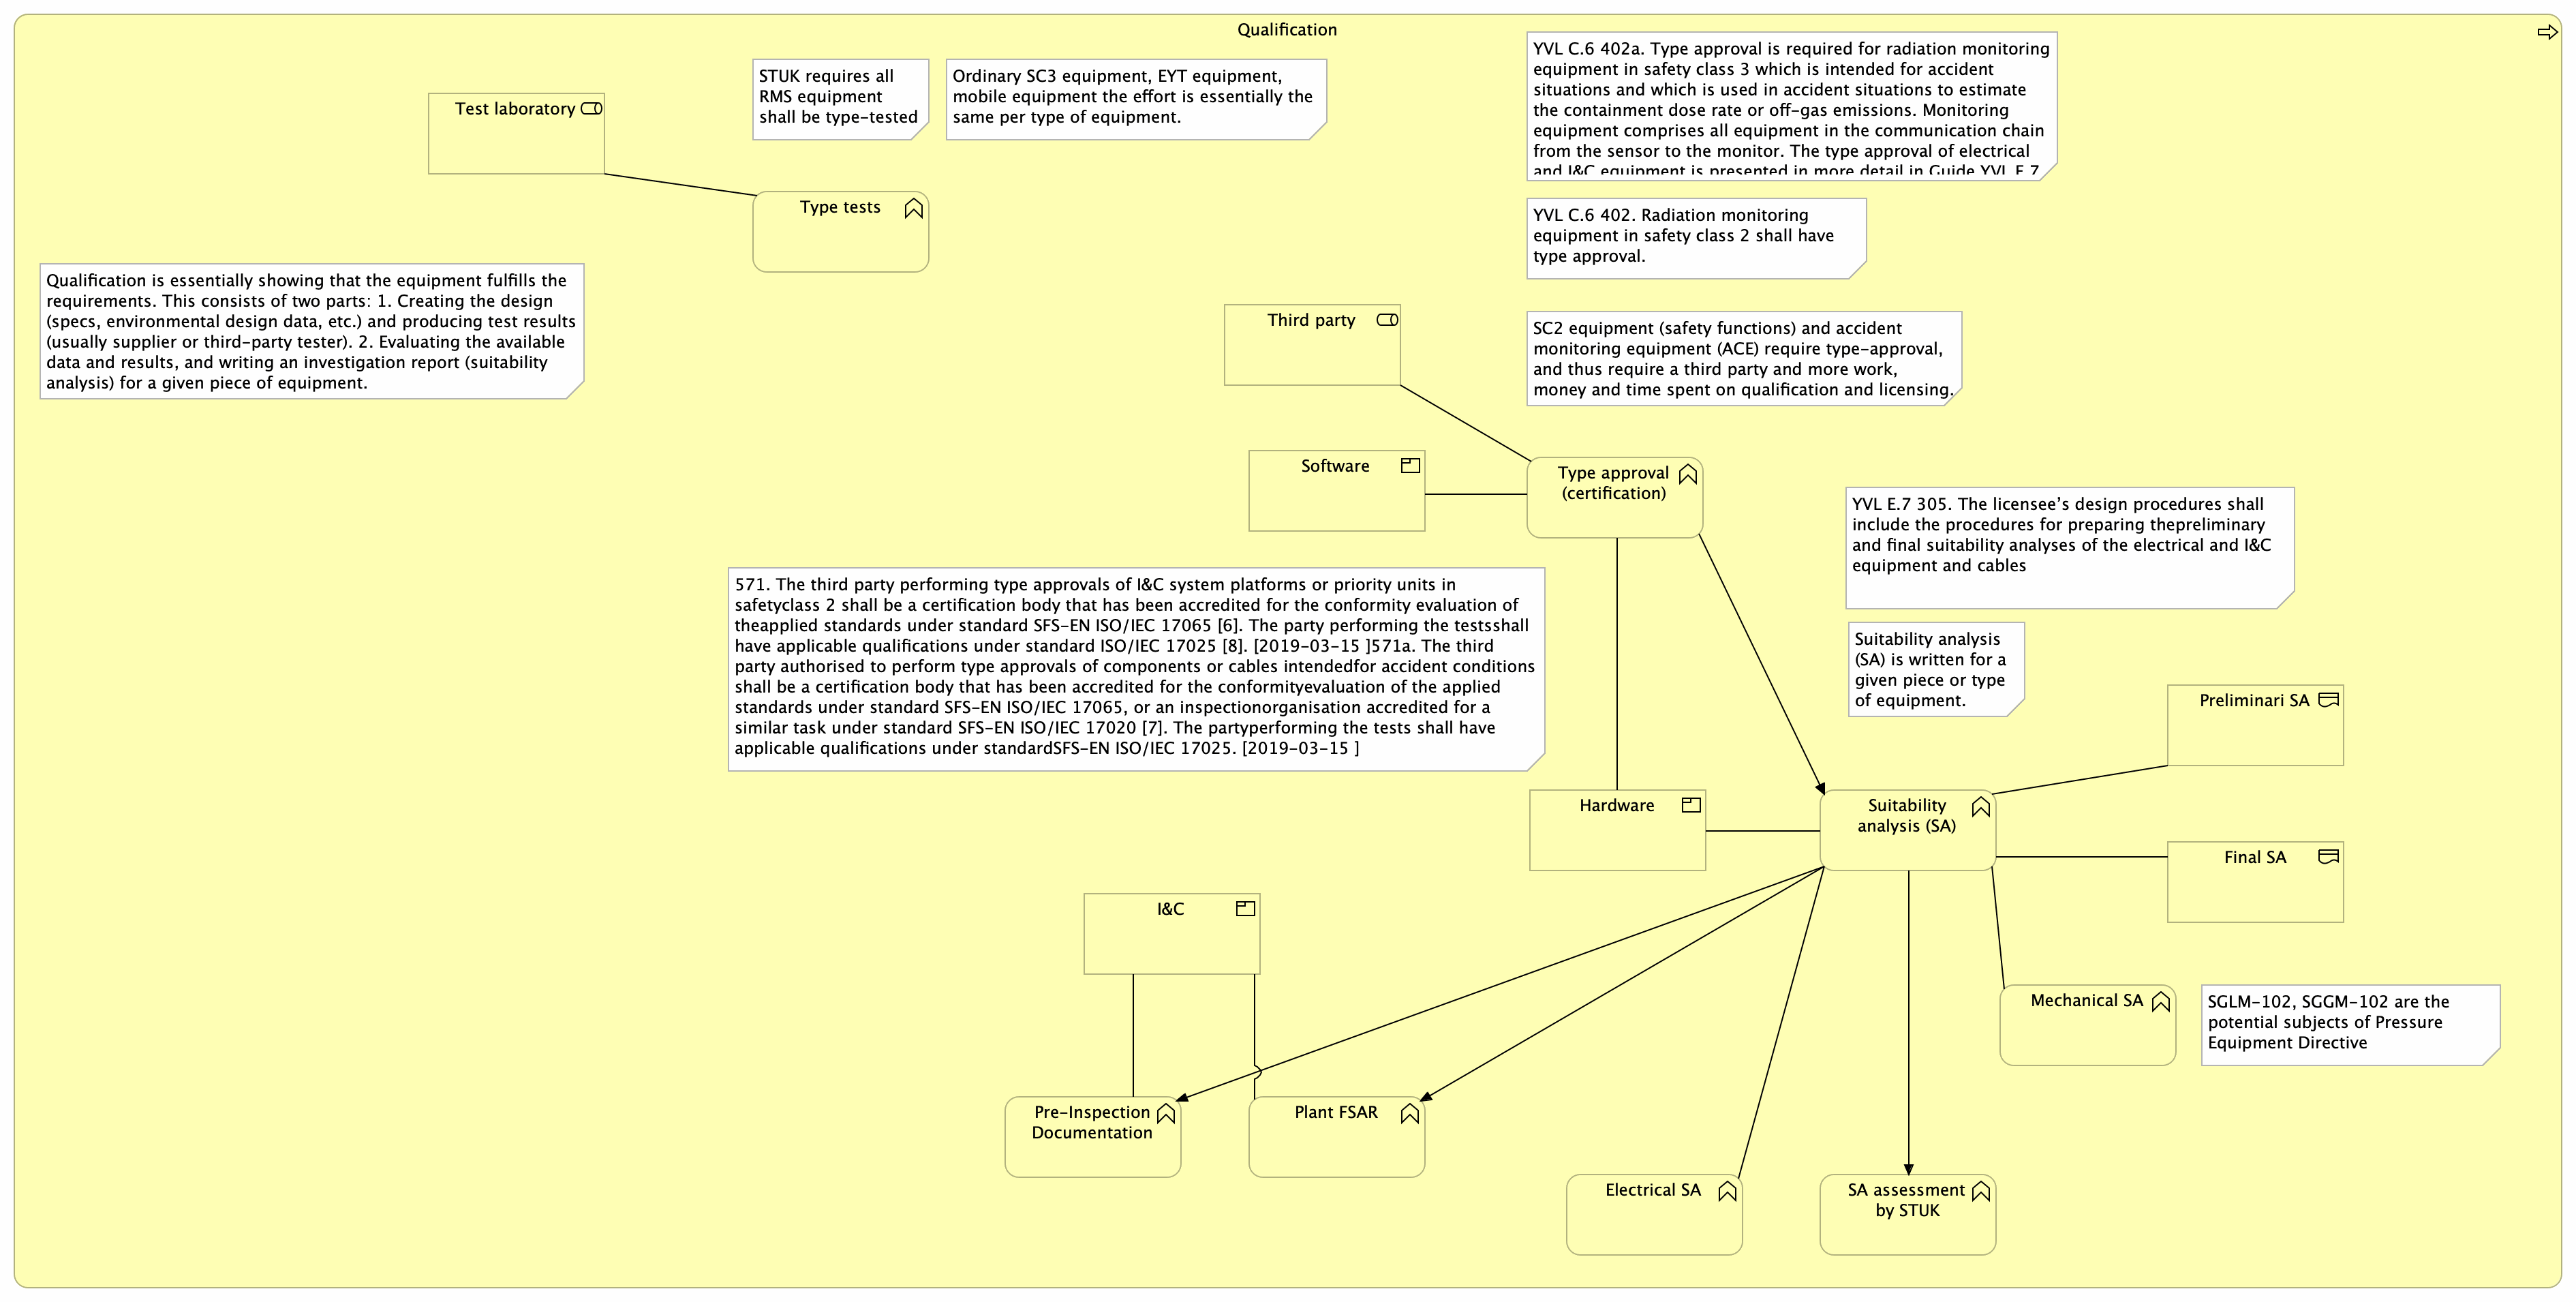 Qualification
STUK requires all
RMS equipment
shall be type-tested
Ordinary SC3 equipment, EYT equipment,
mobile equipment the effort is essentially the
same per type of equipment.
YVL C.6 402a. Type approval is required for radiation monitoring
equipment in safety class 3 which is intended for accident
situations and which is used in accident situations to estimate
the containment dose rate or off-gas emissions. Monitoring
equipment comprises all equipment in the communication chain
from the sensor to the monitor. The type approval of electrical
and I&C equipment is presented in more detail in Guide YVL E.7
Test laboratory
Type tests
YVL C.6 402. Radiation monitoring
equipment in safety class 2 shall have
type approval.
Qualification is essentially showing that the equipment fulfills the
requirements. This consists of two parts: 1. Creating the design
(specs, environmental design data, etc.) and producing test results
(usually supplier or third-party tester). 2. Evaluating the available
data and results, and writing an investigation report (suitability
analysis) for a given piece of equipment.
Third party
SC2 equipment (safety functions) and accident
monitoring equipment (ACE) require type-approval,
and thus require a third party and more work,
money and time spent on qualification and licensing.
Software
Type approval
(certification)
YVL E.7 305. The licensee's design procedures shall
include the procedures for preparing thepreliminary
and final suitability analyses of the electrical and I&C
equipment and cables
571. The third party performing type approvals of I&C system platforms or priority units in
safetyclass 2 shall be a certification body that has been accredited for the conformity evaluation of
theapplied standards under standard SFS-EN ISO/IEC 17065 [6]. The party performing the testsshall
have applicable qualifications under standard ISO/IEC 17025 [8]. [2019-03-15 ]571a. The third
party authorised to perform type approvals of components or cables intendedfor accident conditions
shall be a certification body that has been accredited for the conformityevaluation of the applied
standards under standard SFS-EN ISO/IEC 17065, or an inspectionorganisation accredited for a
similar task under standard SFS-EN ISO/IEC 17020 [7]. The partyperforming the tests shall have
applicable qualifications under standardSFS-EN ISO/IEC 17025. [2019-03-15 ]
Suitability analysis
(SA) is written for a
given piece or type
of equipment.
Preliminari SA
Hardware
Suitability
analysis (SA)
Final SA
I&C
Mechanical SA
SGLM-102, SGGM-102 are the
potential subjects of Pressure
Equipment Directive
Pre-Inspection
Documentation
Plant FSAR
Electrical SA
SA assessment
by STUK